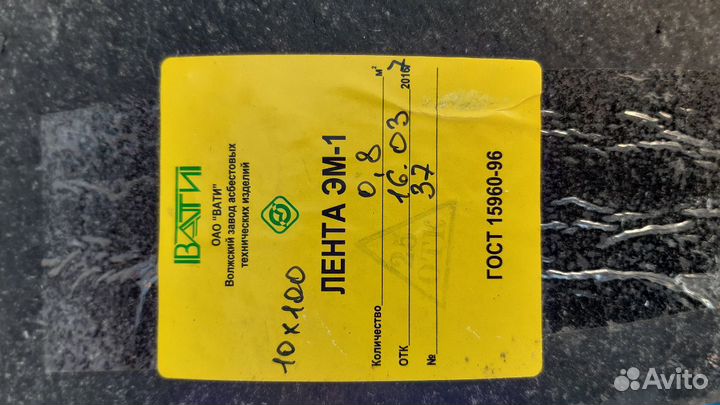 ВАТИ
ОАО "ВАТИ"
Волжский завод асбестовых
технических изделий
10х100
ЛЕНТА ЭМ-1
Количество 0,8 м²
ОТК 16.03 2017
№ 37
ГОСТ 15960-96
Avito